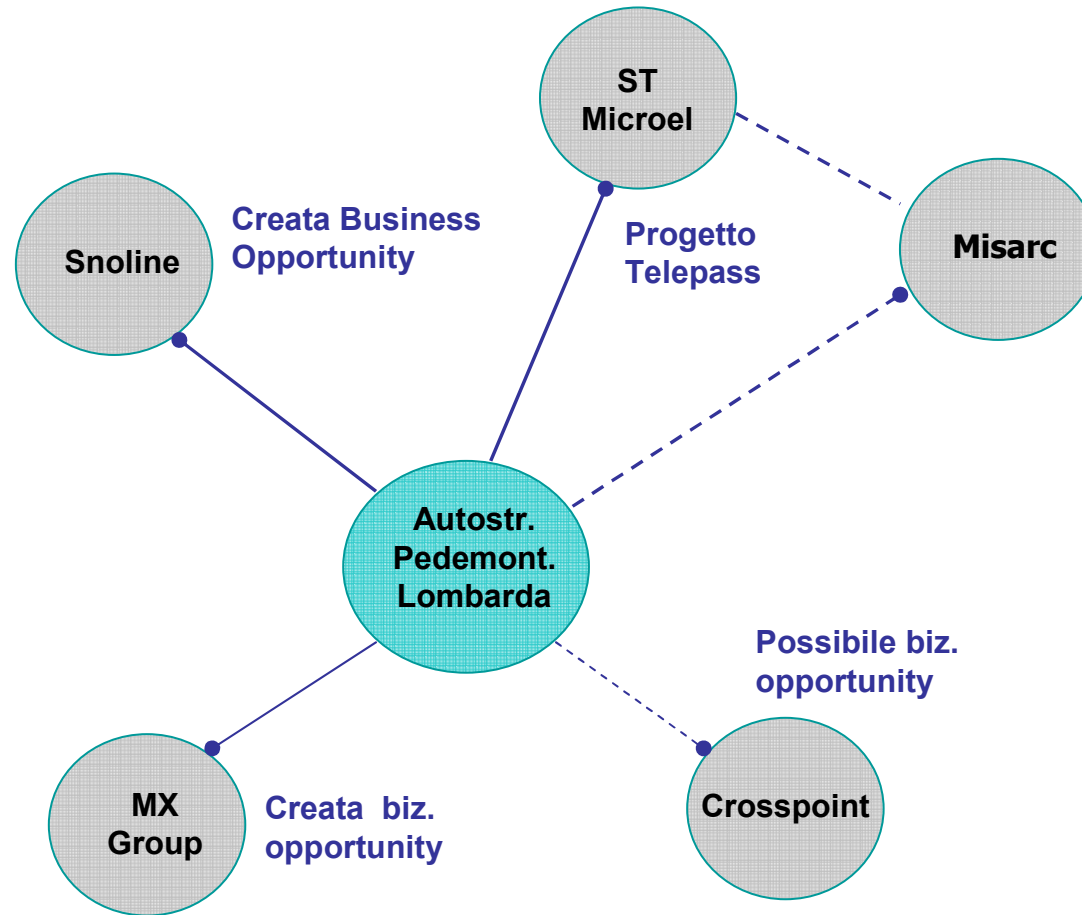 ST
Microel
Creata Business
Opportunity
Snoline
Progetto
Telepass
Misarc
Autostr.
Pedemont.
Lombarda
Possibile biz.
opportunity
MX
Group
Creata biz.
opportunity
Crosspoint